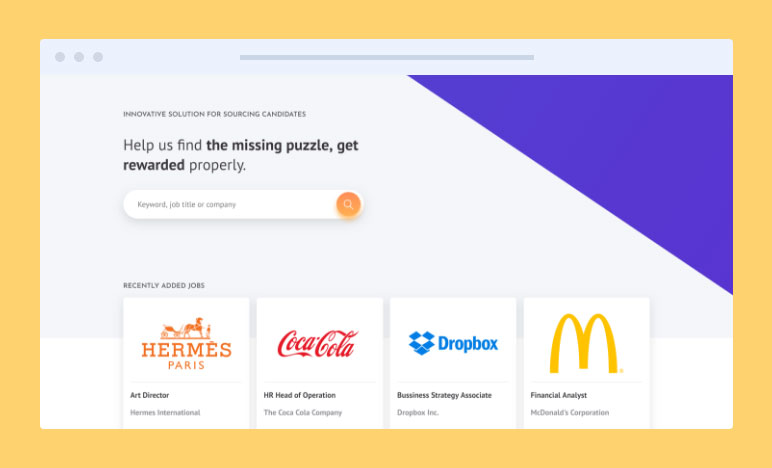 INNOVATIVE SOLUTION FOR SOURCING CANDIDATES
Help us find the missing puzzle, get
rewarded properly.
Keyword, job title or company
RECENTLY ADDED JOBS
HERMÈS
PARIS
Coca-Cola
Dropbox
M
Art Director
HR Head of Operation
Bussiness Strategy Associate
Financial Analyst
Hermes International
The Coca Cola Company
Dropbox Inc.
McDonald's Corporation